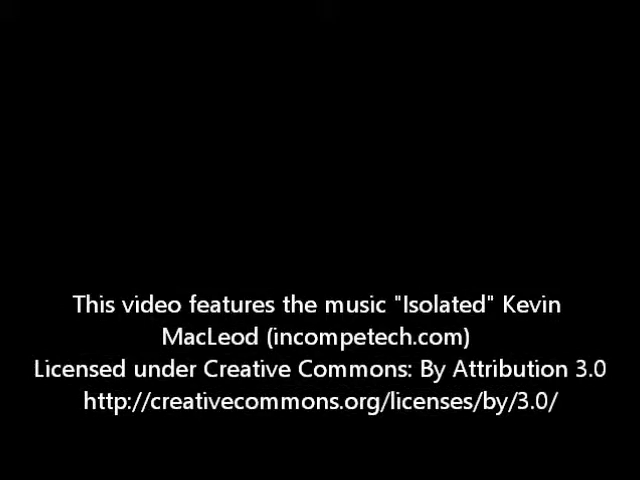 This video features the music "Isolated" Kevin
MacLeod (incompetech.com)
Licensed under Creative Commons: By Attribution 3.0
http://creativecommons.org/licenses/by/3.0/